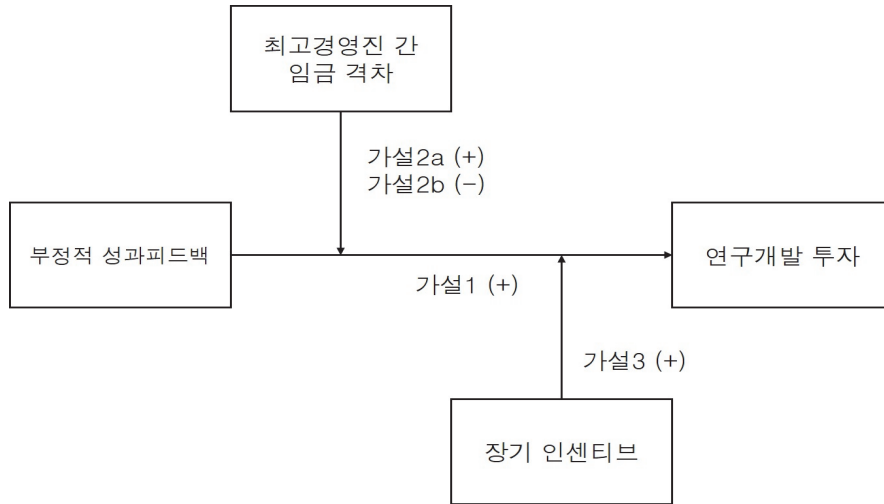 최고경영진 간
임금 격차
가설2a (+)
가설2b (−)
부정적 성과피드백
연구개발 투자
가설1 (+)
가설3 (+)
장기 인센티브